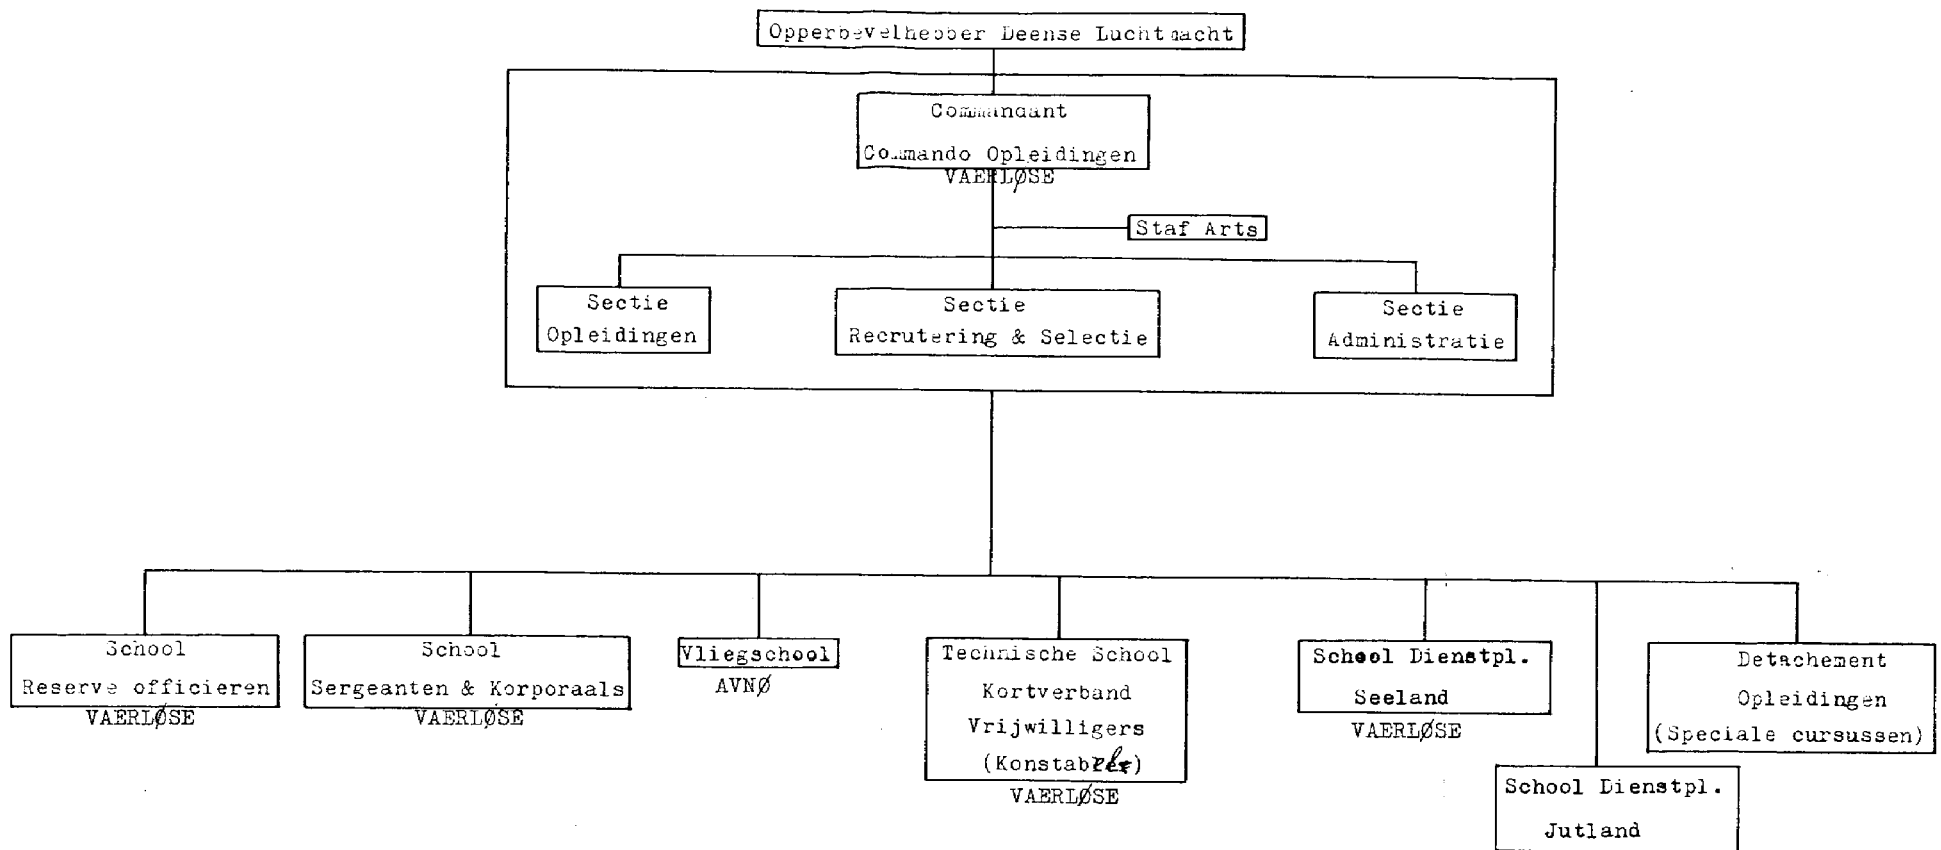 Opperbevelhebber Deense Luchtmacht
Commandant
Commando Opleidingen
VAERLØSE
Staf Arts
Sectie
Opleidingen
Sectie
Recrutering & Selectie
Sectie
Administratie
School
Reserve officieren
VAERLØSE
School
Sergeanten & Korporaals
VAERLØSE
Vliegschool
AVNØ
Technische School
Kortverband
Vrijwilligers
(Konstabels)
VAERLØSE
School Dienstpl.
Seeland
VAERLØSE
School Dienstpl.
Jutland
Detachement
Opleidingen
(Speciale cursussen)